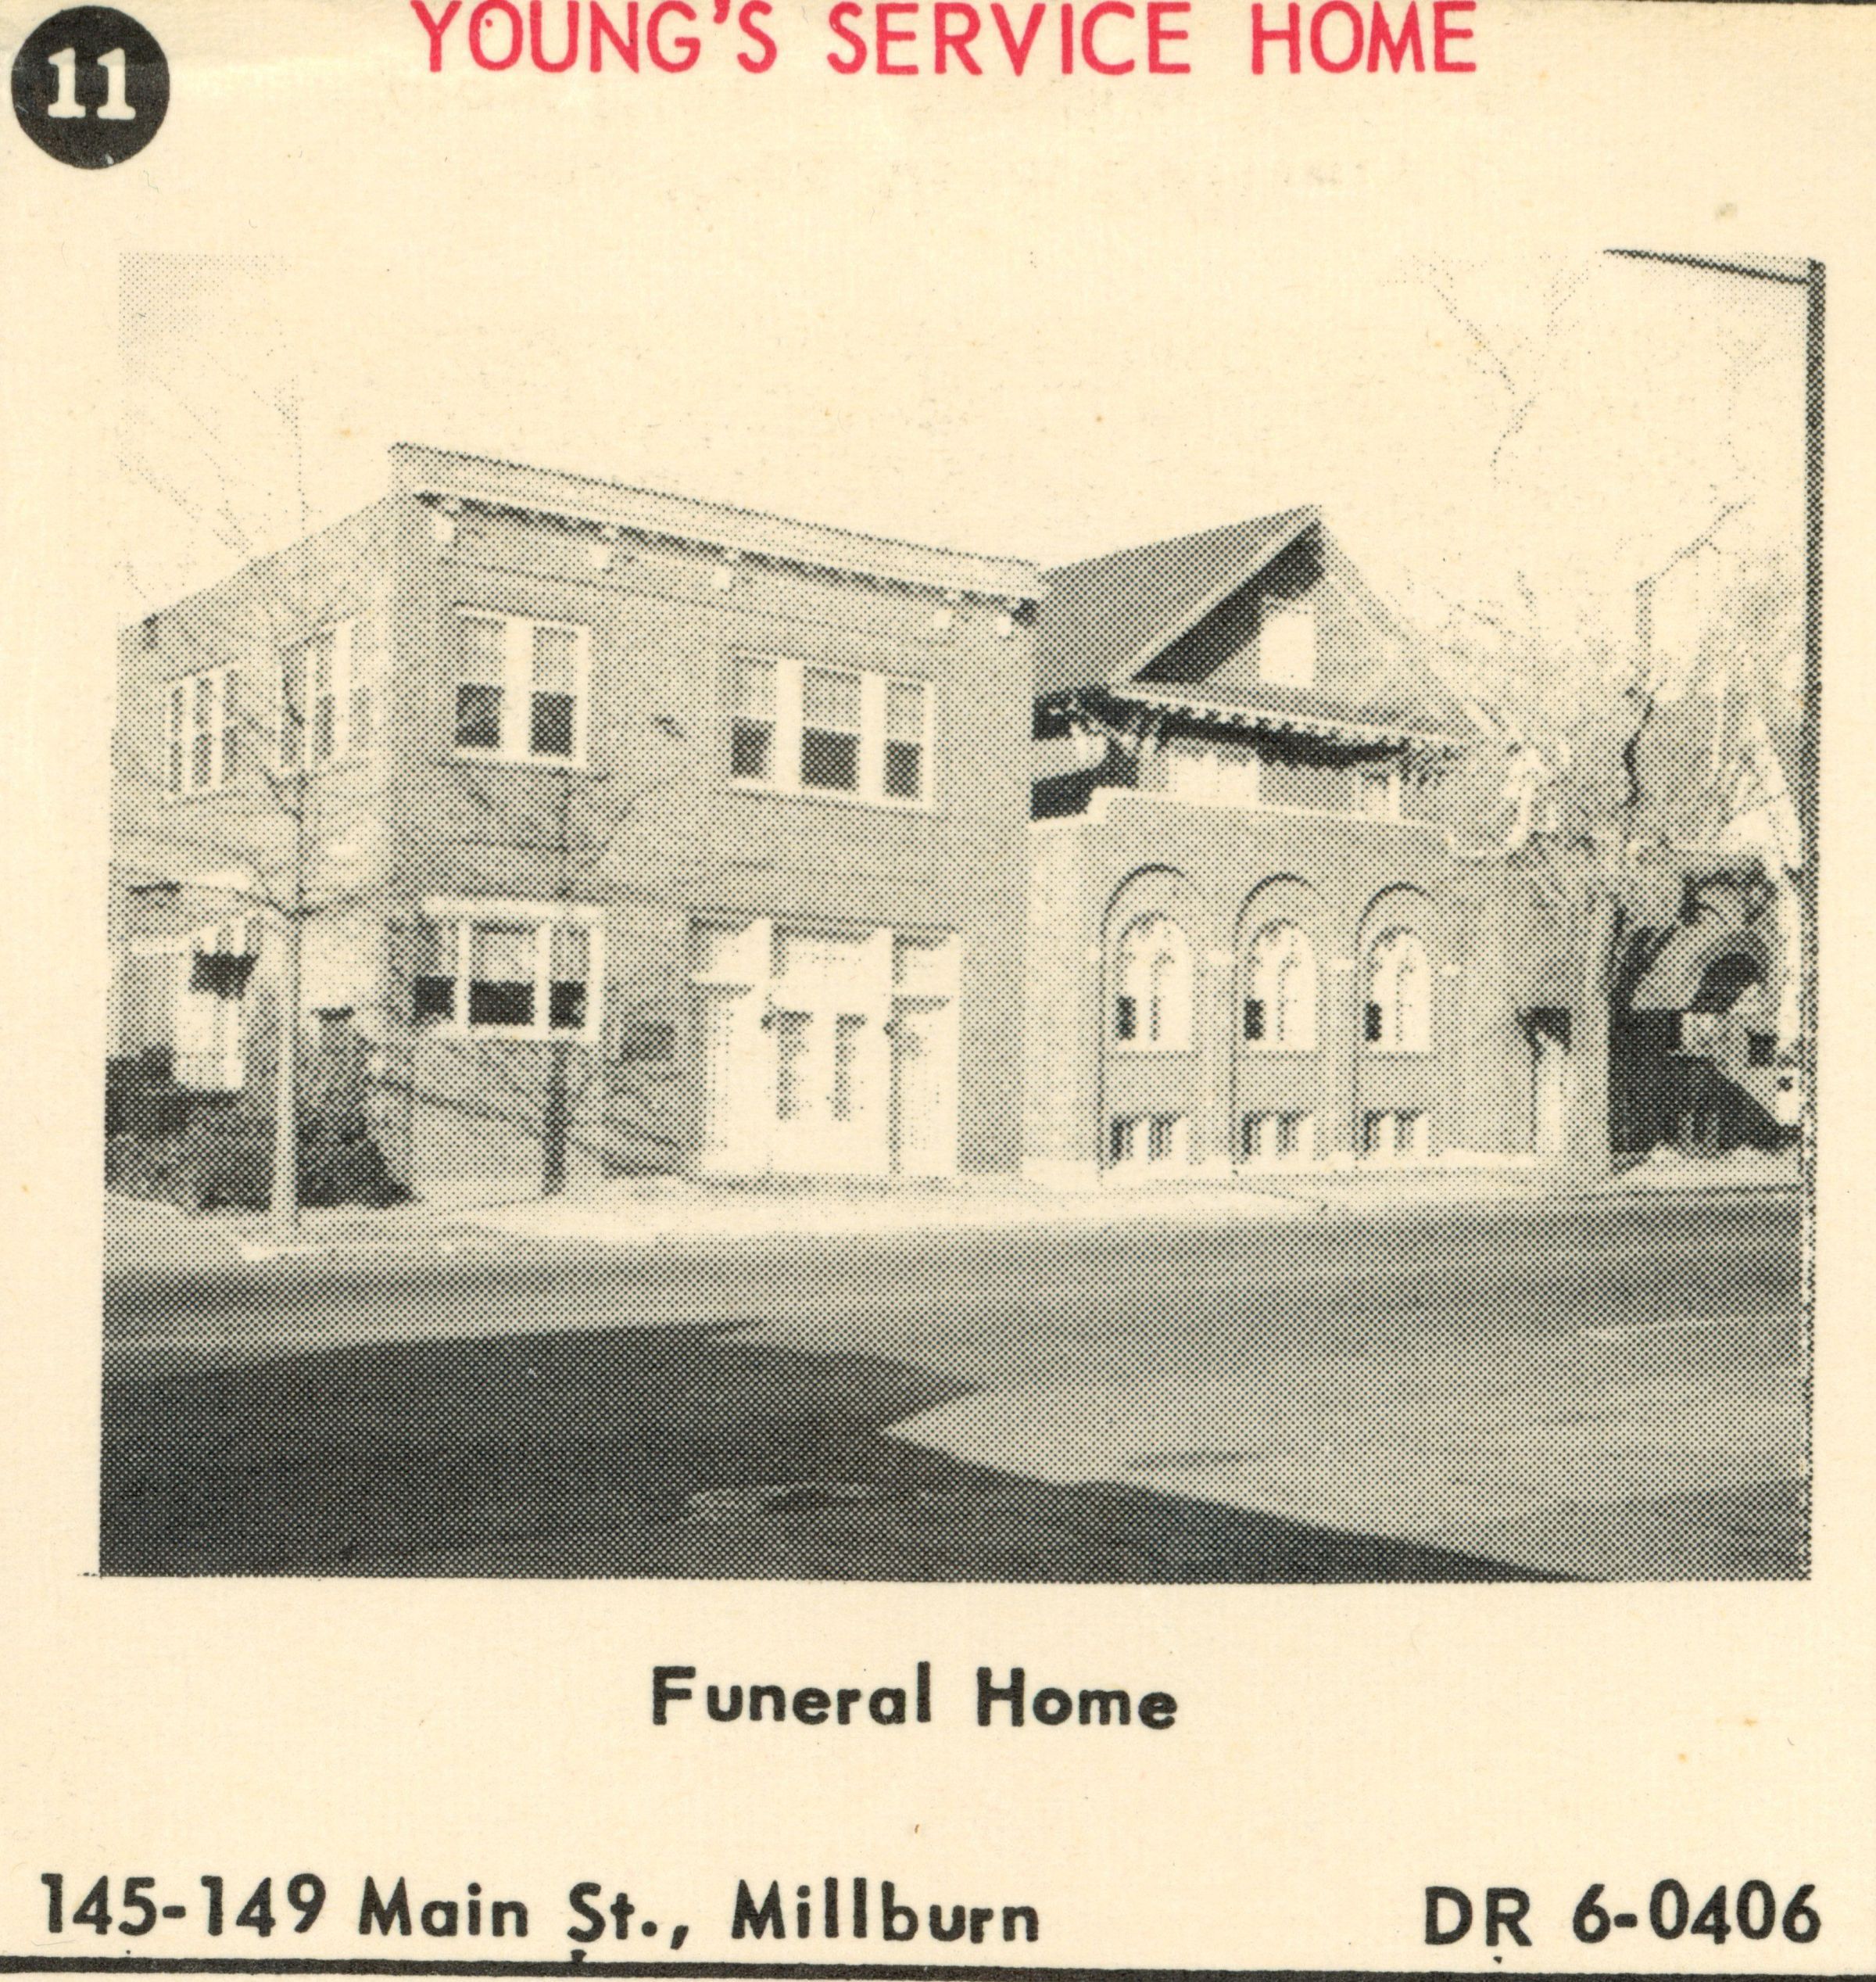 11
YOUNG'S SERVICE HOME
Funeral Home
145-149 Main St., Millburn
DR 6-0406